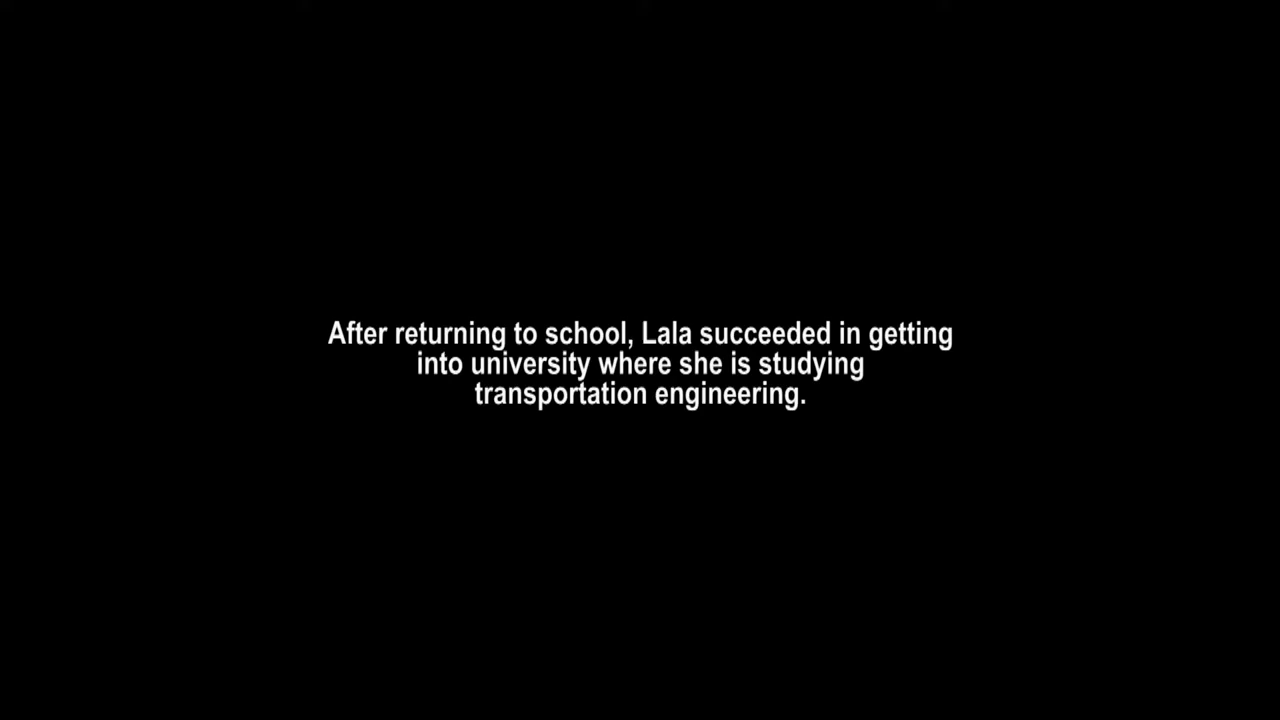 After returning to school, Lala succeeded in getting
into university where she is studying
transportation engineering.